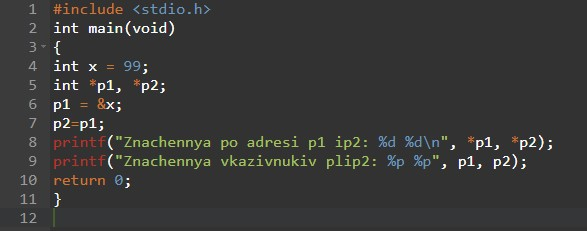 1 #include <stdio.h>
2 int main(void)
3 {
4 int x = 99;
5 int *p1, *p2;
6 p1 = &x;
7 p2=p1;
8 printf("Znachennya po adresi p1 ip2: %d %d\n", *p1, *p2);
9 printf("Znachennya vkazivnukiv plip2: %p %p", p1, p2);
10 return 0;
11 }
12